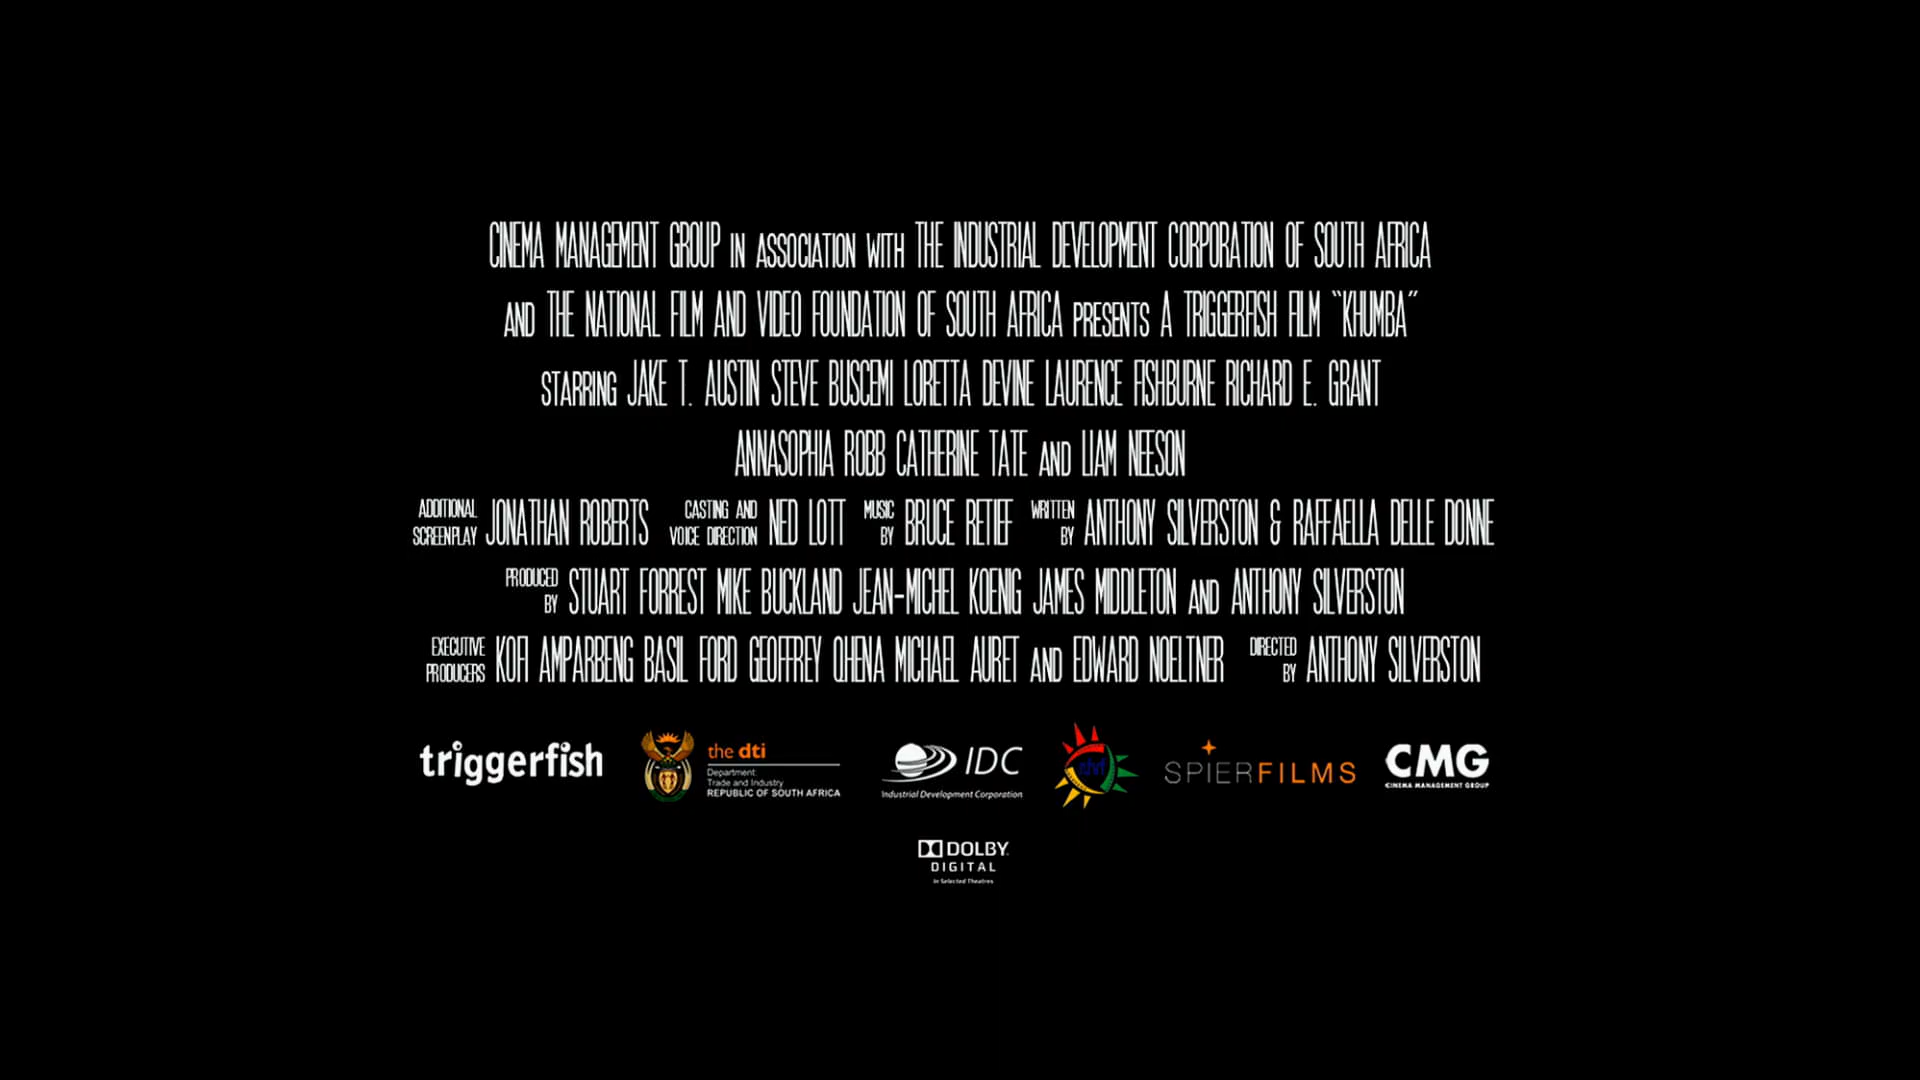 CINEMA MANAGEMENT GROUP IN ASSOCIATION WITH THE INDUSTRIAL DEVELOPMENT CORPORATION OF SOUTH AFRICA
AND THE NATIONAL FILM AND VIDEO FOUNDATION OF SOUTH AFRICA PRESENTS A TRIGGERFISH FILM "KHUMBA"
STARRING JAKE T. AUSTIN STEVE BUSCEMI LORETTA DEVINE LAURENCE FISHBURNE RICHARD E. GRANT
ANNASOPHIA ROBB CATHERINE TATE AND LIAM NEESON
ADDITIONAL SCREENPLAY JONATHAN ROBERTS CASTING AND VOICE DIRECTION NED LOTT MUSIC BY BRUCE RETIEF WRITTEN BY ANTHONY SILVERSTON & RAFFAELLA DELLE DONNE
PRODUCED BY STUART FORREST MIKE BUCKLAND JEAN-MICHEL KOENIG JAMES MIDDLETON AND ANTHONY SILVERSTON
EXECUTIVE PRODUCERS KOFI AMPARBENG BASIL FORD GEOFFREY QHENA MICHAEL AURET AND EDWARD NOELTNER DIRECTED BY ANTHONY SILVERSTON
triggerfish
the dti
Department:
Trade and Industry
REPUBLIC OF SOUTH AFRICA
IDC
Industrial Development Corporation
nfvf
SPIERFILMS
CMG
CINEMA MANAGEMENT GROUP
DOLBY
DIGITAL
In Selected Theatres